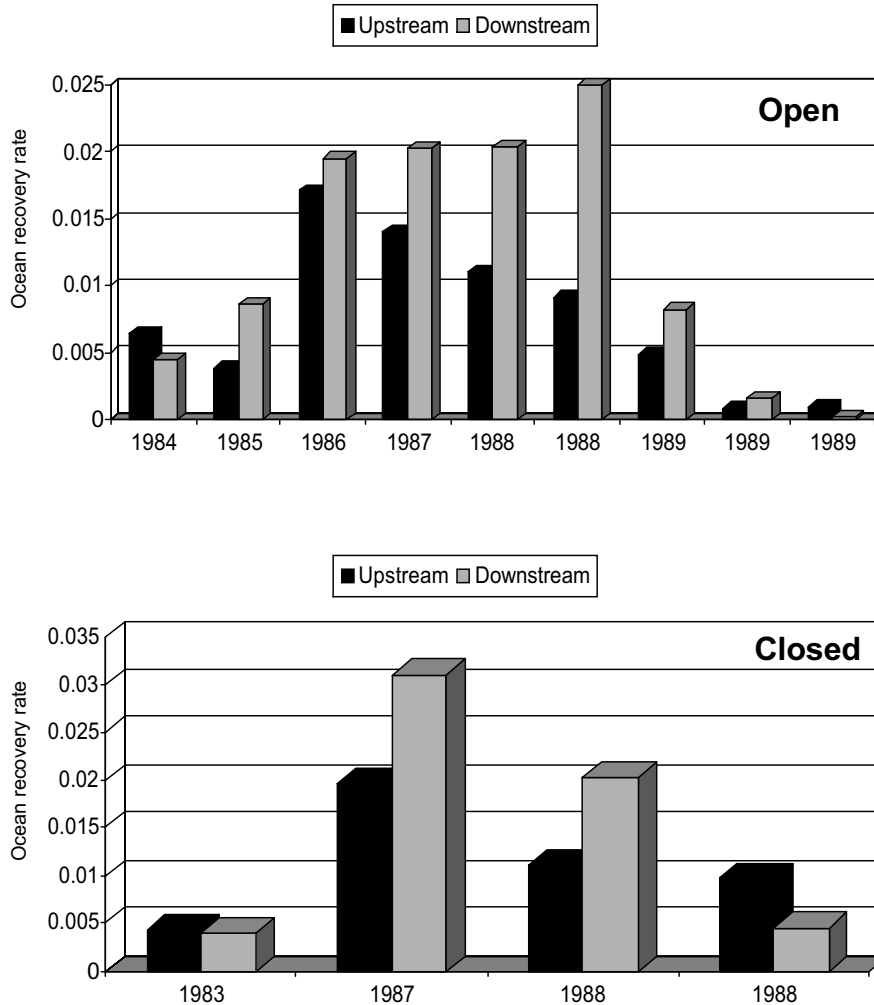 Upstream Downstream
Open
Ocean recovery rate
0.025
0.02
0.015
0.01
0.005
0
1984 1985 1986 1987 1988 1988 1989 1989 1989
Upstream Downstream
Closed
Ocean recovery rate
0.035
0.03
0.025
0.02
0.015
0.01
0.005
0
1983 1987 1988 1988